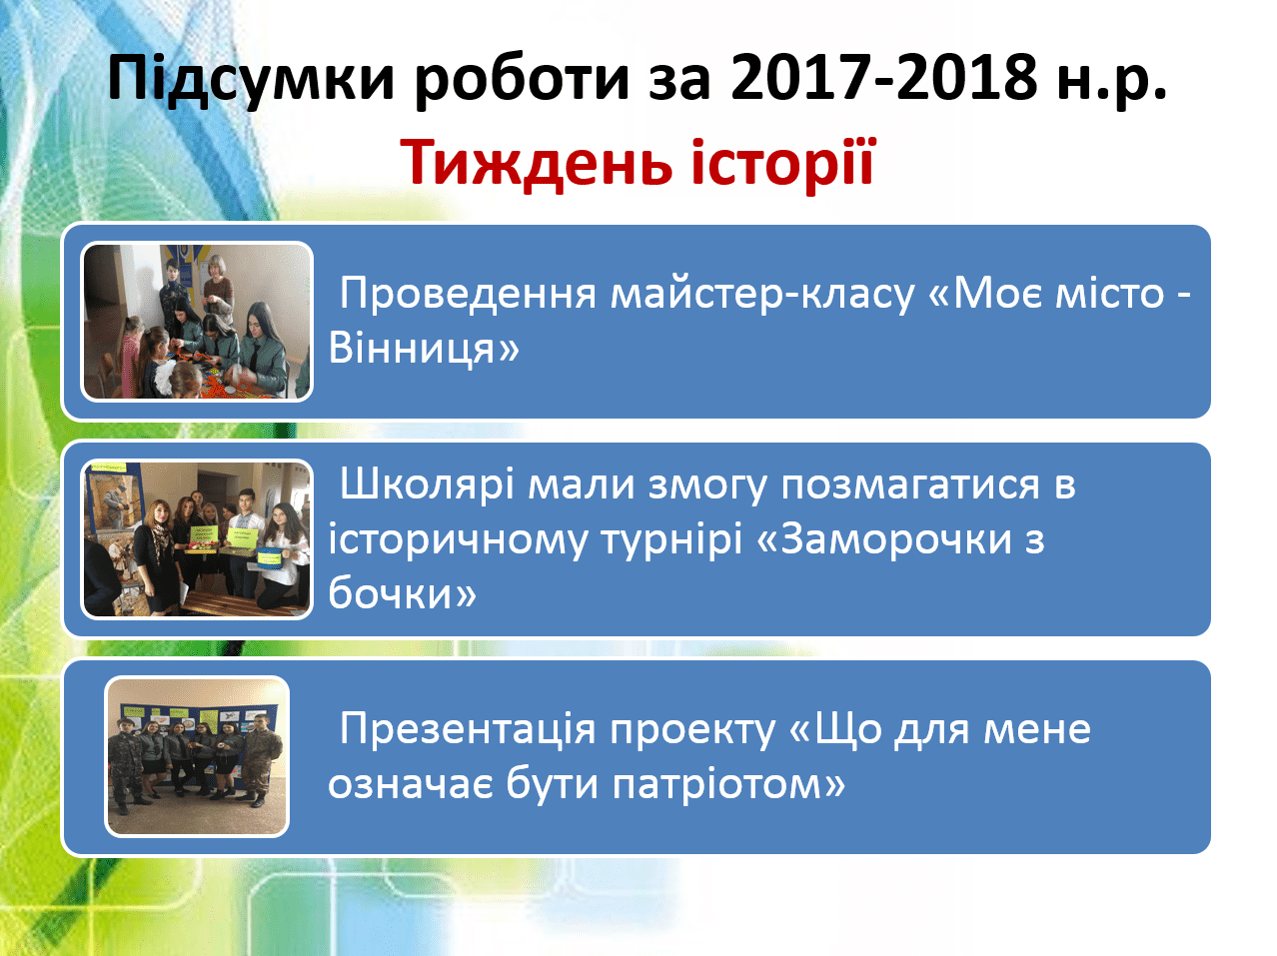 Підсумки роботи за 2017-2018 н.р.
Тиждень історії
Проведення майстер-класу «Моє місто -
Вінниця»
Школярі мали змогу позмагатися в
історичному турнірі «Заморочки з
бочки»
Презентація проекту «Що для мене
означає бути патріотом»